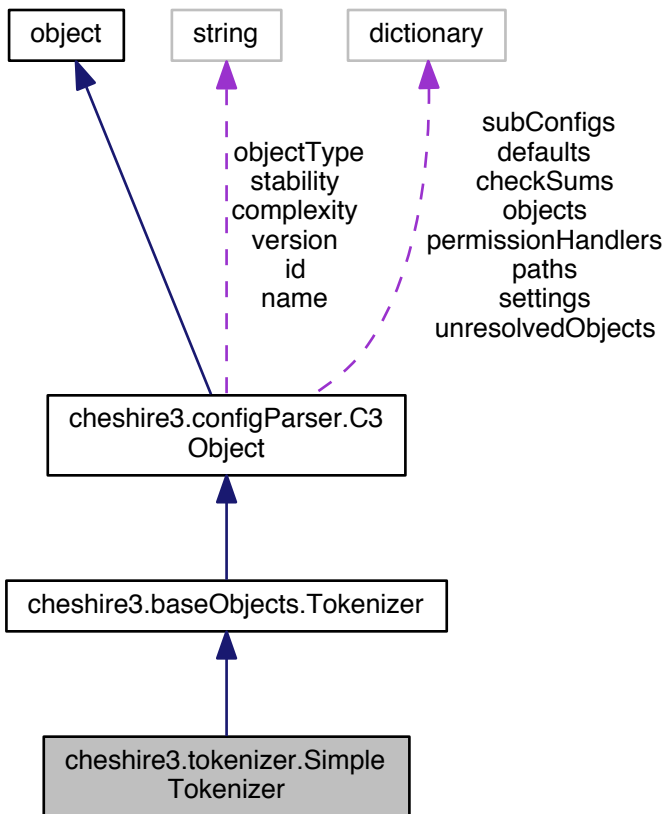 object
string
dictionary
objectType
stability
complexity
version
id
name
subConfigs
defaults
checkSums
objects
permissionHandlers
paths
settings
unresolvedObjects
cheshire3.configParser.C3
Object
cheshire3.baseObjects.Tokenizer
cheshire3.tokenizer.Simple
Tokenizer